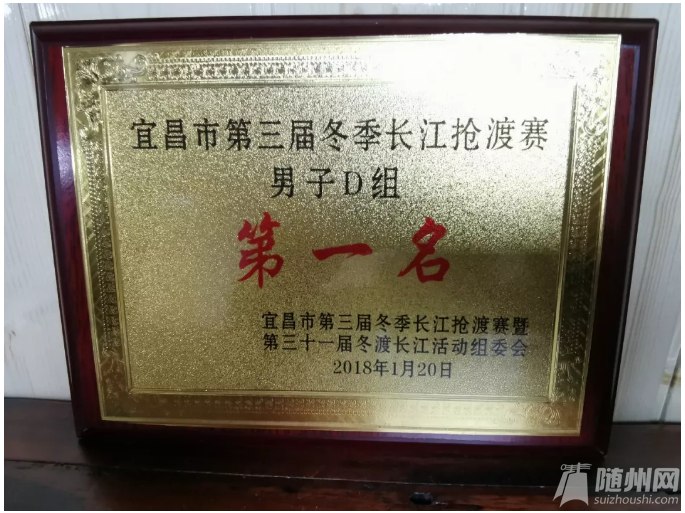 宜昌市第三届冬季长江抢渡赛
男子D组
第一名
宜昌市第三届冬季长江抢渡赛暨
第三十一届冬渡长江活动组委会
2018年1月20日
随州网
suizhoushi.com